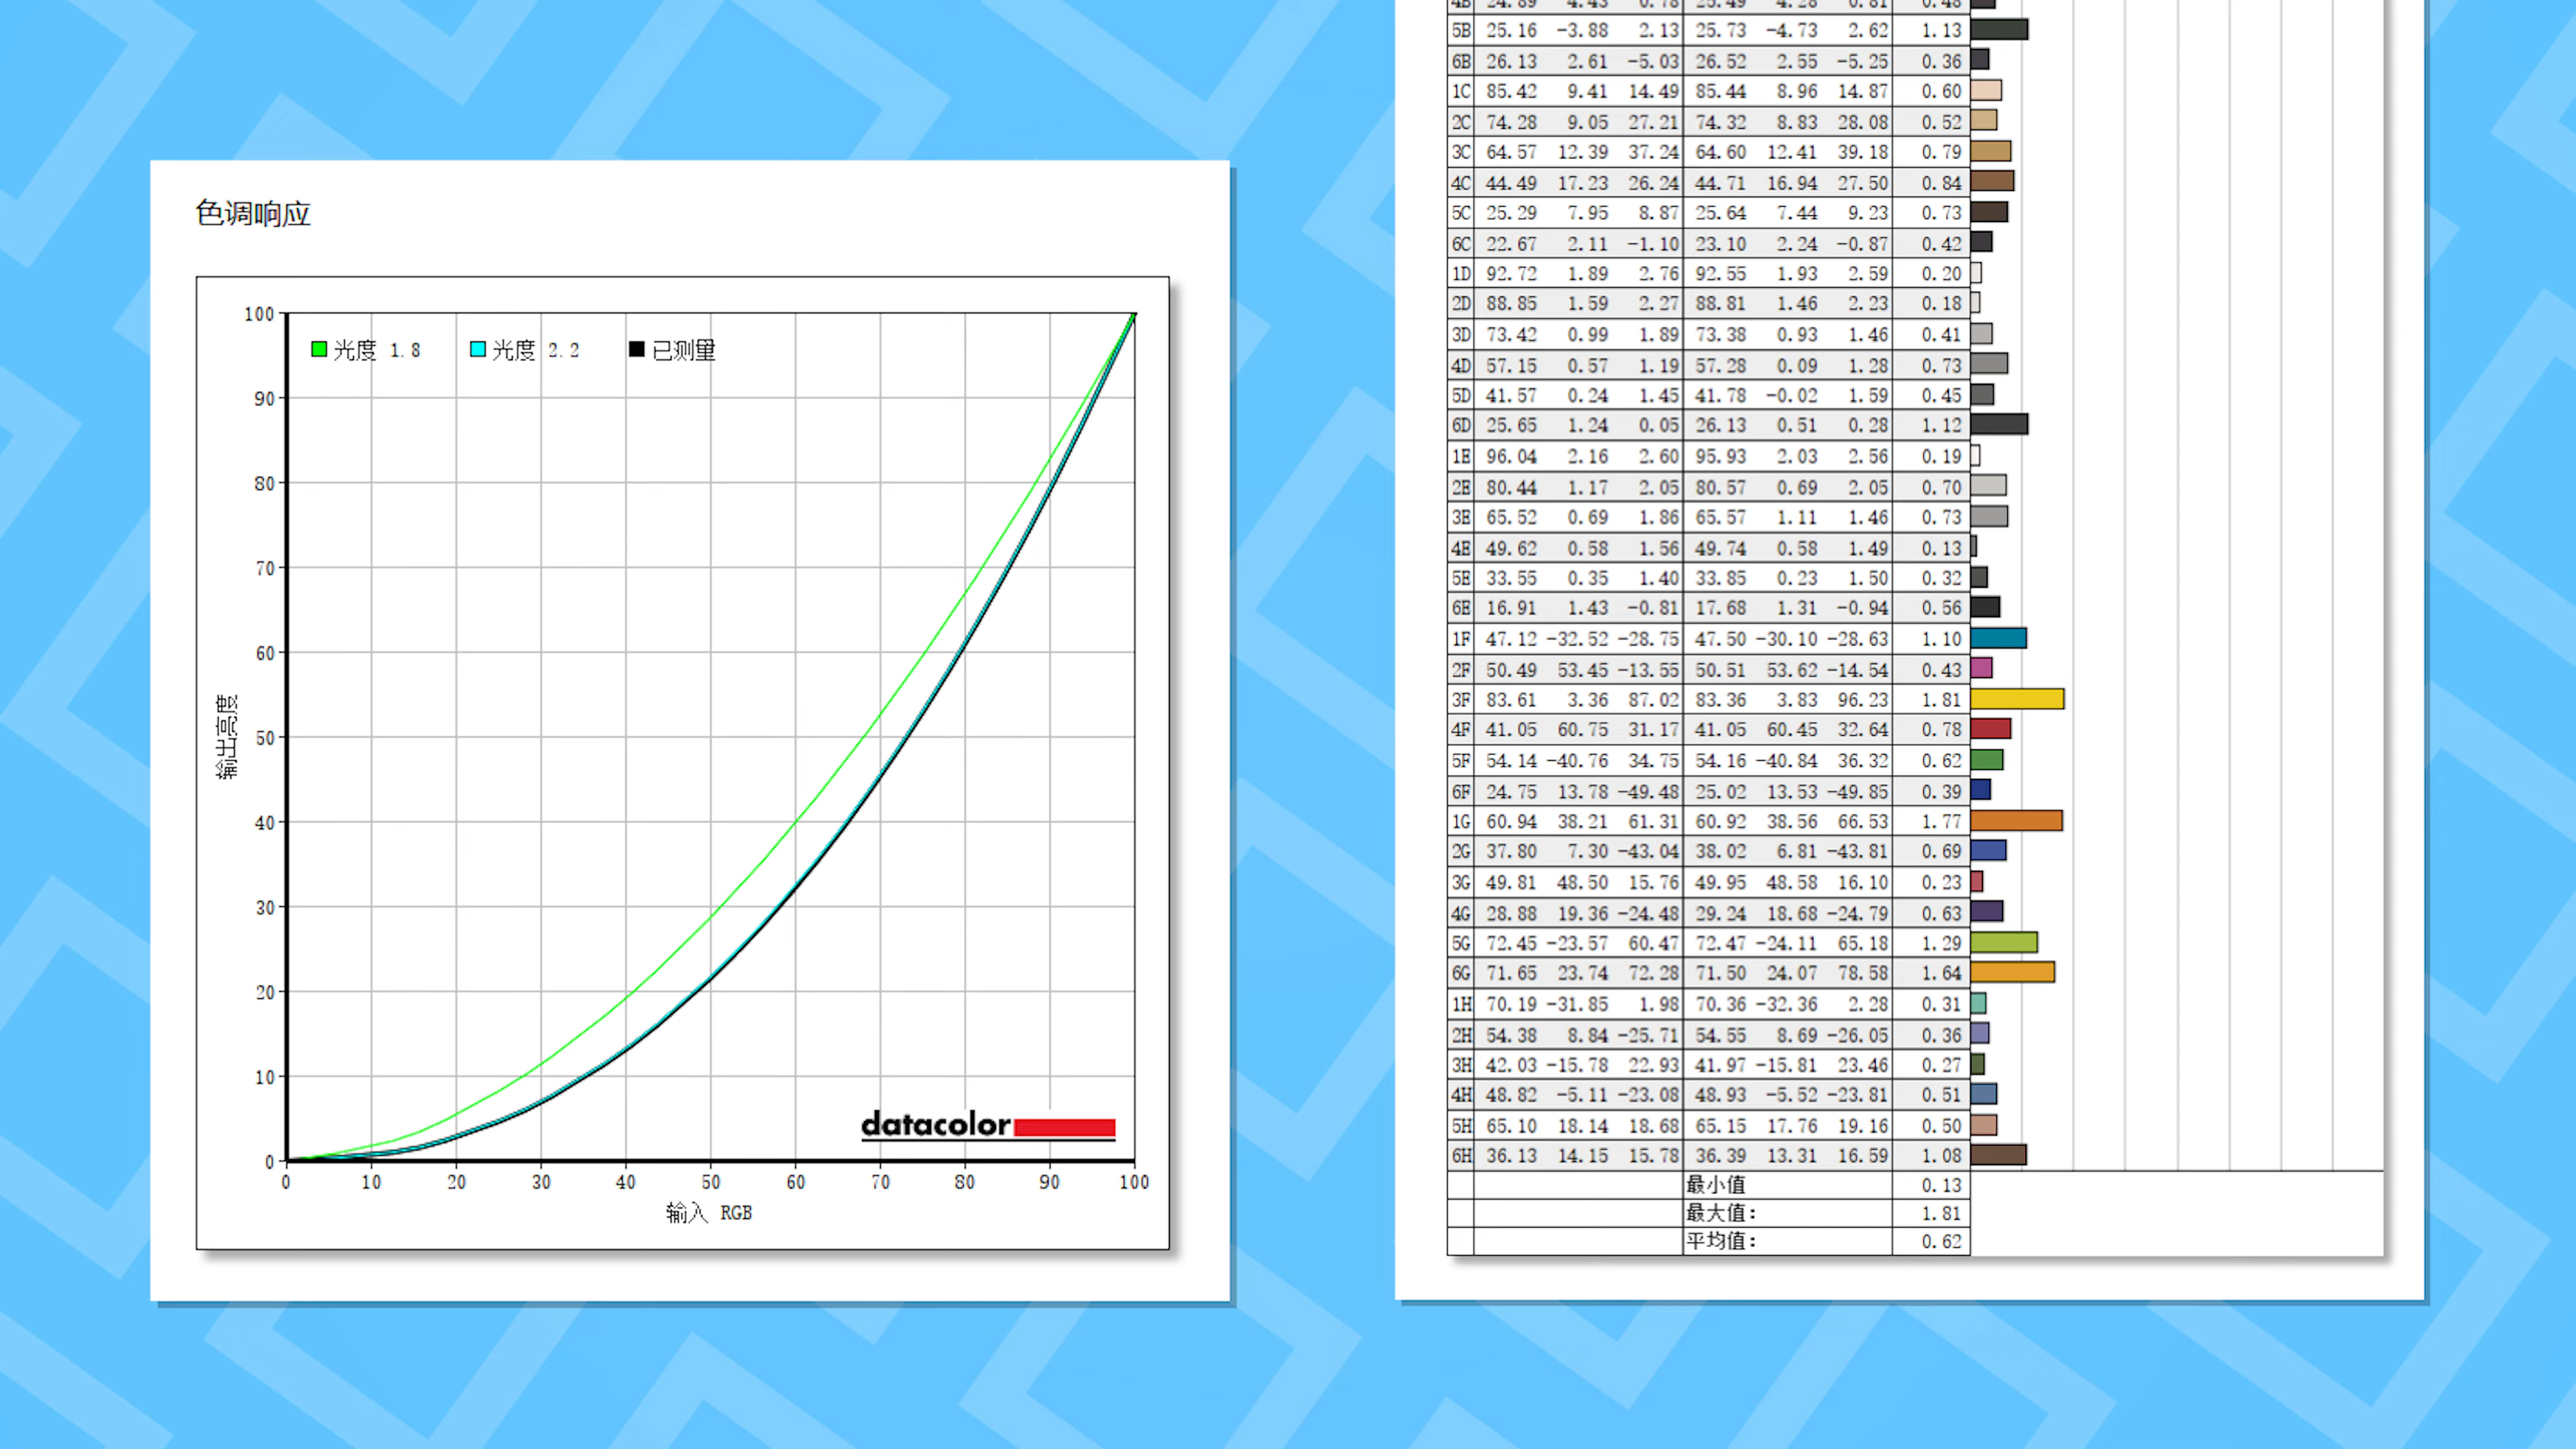 色调响应
光度 1.8 光度 2.2 已测量
100
90
80
70
60
50
40
30
20
10
0
输出亮度
datacolor
0 10 20 30 40 50 60 70 80 90 100
输入 RGB
4B 24.89 4.43 0.78 25.49 4.28 0.81 0.48
5B 25.16 -3.88 2.13 25.73 -4.73 2.62 1.13
6B 26.13 2.61 -5.03 26.52 2.55 -5.25 0.36
1C 85.42 9.41 14.49 85.44 8.96 14.87 0.60
2C 74.28 9.05 27.21 74.32 8.83 28.08 0.52
3C 64.57 12.39 37.24 64.60 12.41 39.18 0.79
4C 44.49 17.23 26.24 44.71 16.94 27.50 0.84
5C 25.29 7.95 8.87 25.64 7.44 9.23 0.73
6C 22.67 2.11 -1.10 23.10 2.24 -0.87 0.42
1D 92.72 1.89 2.76 92.55 1.93 2.59 0.20
2D 88.85 1.59 2.27 88.81 1.46 2.23 0.18
3D 73.42 0.99 1.89 73.38 0.93 1.46 0.41
4D 57.15 0.57 1.19 57.28 0.09 1.28 0.73
5D 41.57 0.24 1.45 41.78 -0.02 1.59 0.45
6D 25.65 1.24 0.05 26.13 0.51 0.28 1.12
1E 96.04 2.16 2.60 95.93 2.03 2.56 0.19
2E 80.44 1.17 2.05 80.57 0.69 2.05 0.70
3E 65.52 0.69 1.86 65.57 1.11 1.46 0.73
4E 49.62 0.58 1.56 49.74 0.58 1.49 0.13
5E 33.55 0.35 1.40 33.85 0.23 1.50 0.32
6E 16.91 1.43 -0.81 17.68 1.31 -0.94 0.56
1F 47.12 -32.52 -28.75 47.50 -30.10 -28.63 1.10
2F 50.49 53.45 -13.55 50.51 53.62 -14.54 0.43
3F 83.61 3.36 87.02 83.36 3.83 96.23 1.81
4F 41.05 60.75 31.17 41.05 60.45 32.64 0.78
5F 54.14 -40.76 34.75 54.16 -40.84 36.32 0.62
6F 24.75 13.78 -49.48 25.02 13.53 -49.85 0.39
1G 60.94 38.21 61.31 60.92 38.56 66.53 1.77
2G 37.80 7.30 -43.04 38.02 6.81 -43.81 0.69
3G 49.81 48.50 15.76 49.95 48.58 16.10 0.23
4G 28.88 19.36 -24.48 29.24 18.68 -24.79 0.63
5G 72.45 -23.57 60.47 72.47 -24.11 65.18 1.29
6G 71.65 23.74 72.28 71.50 24.07 78.58 1.64
1H 70.19 -31.85 1.98 70.36 -32.36 2.28 0.31
2H 54.38 8.84 -25.71 54.55 8.69 -26.05 0.36
3H 42.03 -15.78 22.93 41.97 -15.81 23.46 0.27
4H 48.82 -5.11 -23.08 48.93 -5.52 -23.81 0.51
5H 65.10 18.14 18.68 65.15 17.76 19.16 0.50
6H 36.13 14.15 15.78 36.39 13.31 16.59 1.08
最小值 0.13
最大值： 1.81
平均值： 0.62